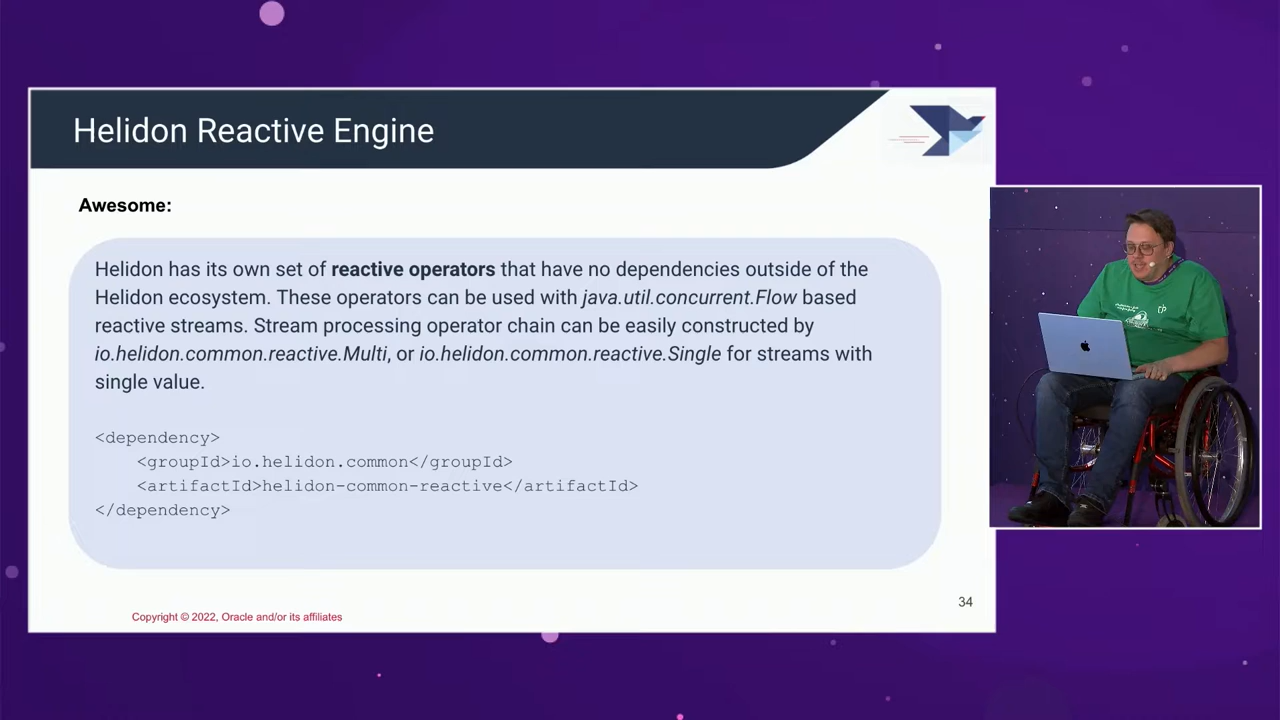 Helidon Reactive Engine
Awesome:
Helidon has its own set of reactive operators that have no dependencies outside of the
Helidon ecosystem. These operators can be used with java.util.concurrent.Flow based
reactive streams. Stream processing operator chain can be easily constructed by
io.helidon.common.reactive.Multi, or io.helidon.common.reactive.Single for streams with
single value.
<dependency>
<groupId>io.helidon.common</groupId>
<artifactId>helidon-common-reactive</artifactId>
</dependency>
34
Copyright © 2022, Oracle and/or its affiliates